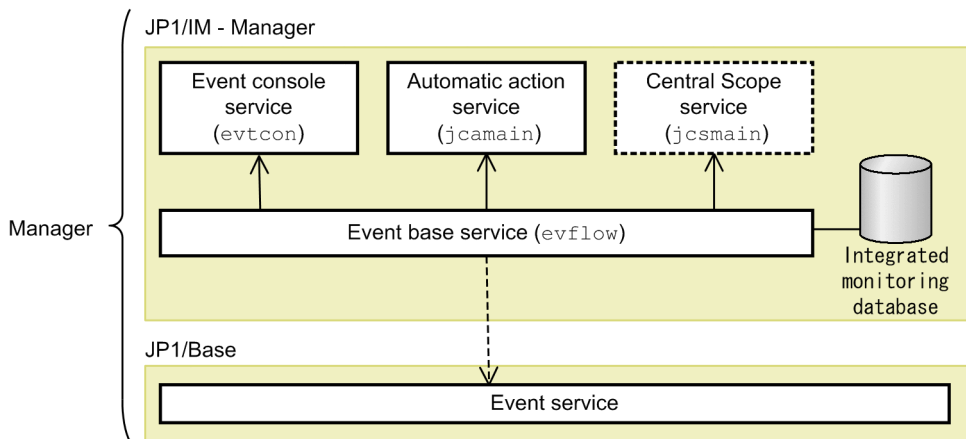 JP1/IM - Manager
Event console
service
(evtcon)
Automatic action
service
(jcamain)
Central Scope
service
(jcsmain)
Manager
Event base service (evflow)
Integrated
monitoring
database
JP1/Base
Event service